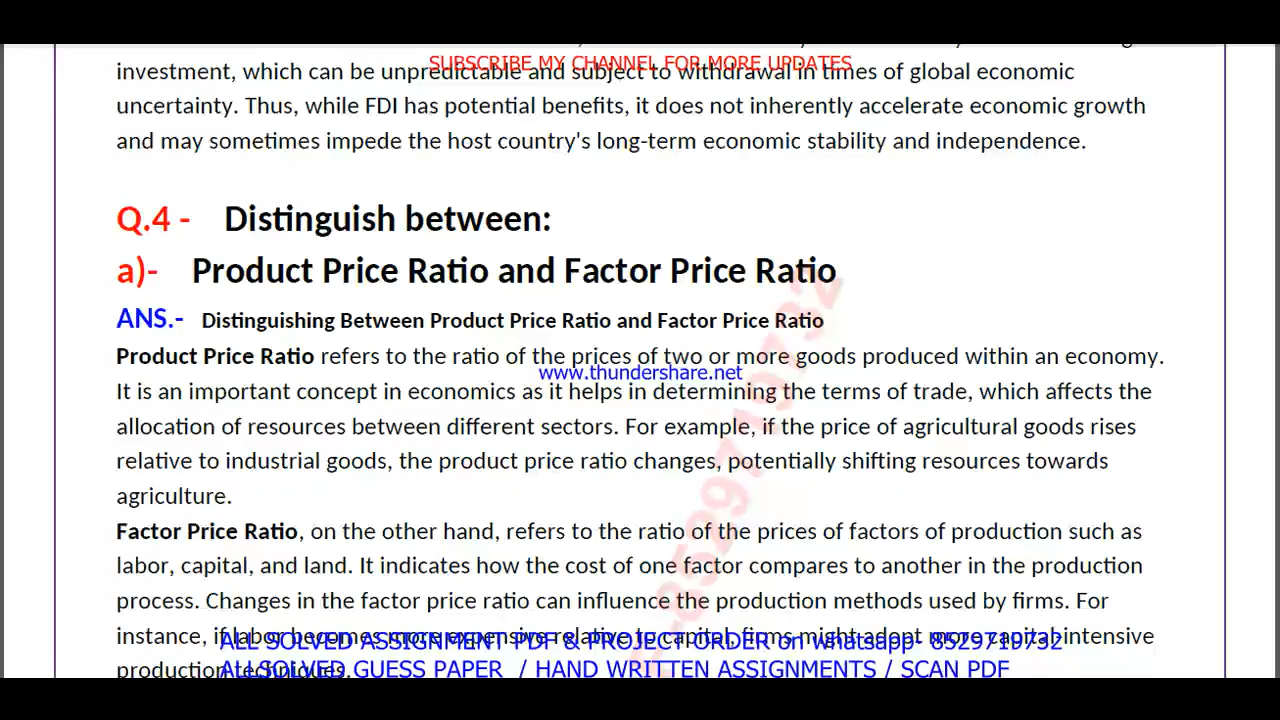 SUBSCRIBE MY CHANNEL FOR MORE UPDATES
investment, which can be unpredictable and subject to withdrawal in times of global economic
uncertainty. Thus, while FDI has potential benefits, it does not inherently accelerate economic growth
and may sometimes impede the host country's long-term economic stability and independence.
Q.4 - Distinguish between:
a)- Product Price Ratio and Factor Price Ratio
ANS.- Distinguishing Between Product Price Ratio and Factor Price Ratio
Product Price Ratio refers to the ratio of the prices of two or more goods produced within an economy.
www.thundershare.net
It is an important concept in economics as it helps in determining the terms of trade, which affects the
allocation of resources between different sectors. For example, if the price of agricultural goods rises
relative to industrial goods, the product price ratio changes, potentially shifting resources towards
agriculture.
Factor Price Ratio, on the other hand, refers to the ratio of the prices of factors of production such as
labor, capital, and land. It indicates how the cost of one factor compares to another in the production
process. Changes in the factor price ratio can influence the production methods used by firms. For
instance, if labor becomes more expensive relative to capital, firms might adopt more capital-intensive
ALL SOLVED ASSIGNMENT PDF & PROJECT ORDER on whatsapp- 8529719732
production techniques.
ALL SOLVED GUESS PAPER / HAND WRITTEN ASSIGNMENTS / SCAN PDF
8529719732